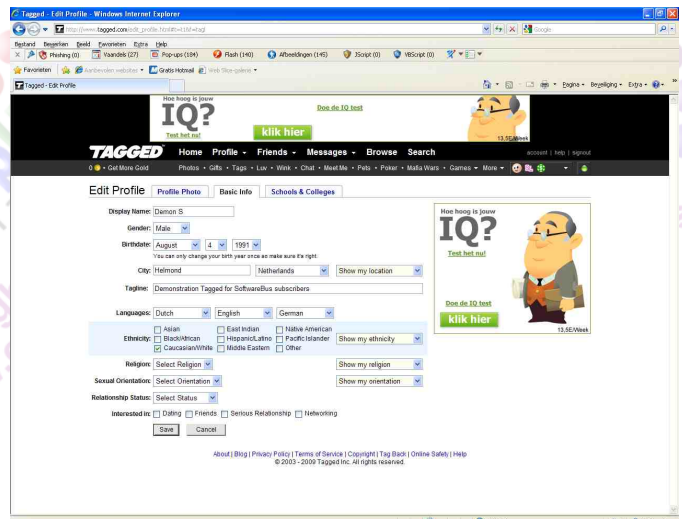 Tagged - Edit Profile - Windows Internet Explorer
http://www.tagged.com/edit_profile.html
Google
Bestand Bewerken Beeld Favorieten Extra Help
Phishing (0) Vaandels (27) Pop-ups (184) Flash (140) Afbeeldingen (145) JScript (0) VBScript (0)
Favorieten Aanbevolen websites Gratis Hotmail Web Slice-galerie
Tagged - Edit Profile Pagina Beveiliging Extra
Hoe hoog is jouw
IQ?
Test het nu!
Doe de IQ test
klik hier
13,5E/Week
TAGGED Home Profile Friends Messages Browse Search account | help | signout
0 • Get More Gold Photos • Gifts • Tags • Luv • Wink • Chat • Meet Me • Pets • Poker • Mafia Wars • Games More
Edit Profile Profile Photo Basic Info Schools & Colleges
Display Name: Demon S
Gender: Male
Birthdate: August 4 1991
You can only change your birth year once so make sure it's right.
City: Helmond Netherlands Show my location
Tagline: Demonstration Tagged for SoftwareBus subscribers
Languages: Dutch English German
Asian East Indian Native American
Ethnicity: Black/African Hispanic/Latino Pacific Islander Show my ethnicity
Caucasian/White Middle Eastern Other
Religion: Select Religion Show my religion
Sexual Orientation: Select Orientation Show my orientation
Relationship Status: Select Status
Interested in: Dating Friends Serious Relationship Networking
Save Cancel
Hoe hoog is jouw
IQ?
Test het nu!
Doe de IQ test
klik hier
13,5E/Week
About | Blog | Privacy Policy | Terms of Service | Copyright | Tag Back | Online Safety | Help
© 2003 - 2009 Tagged Inc. All rights reserved.